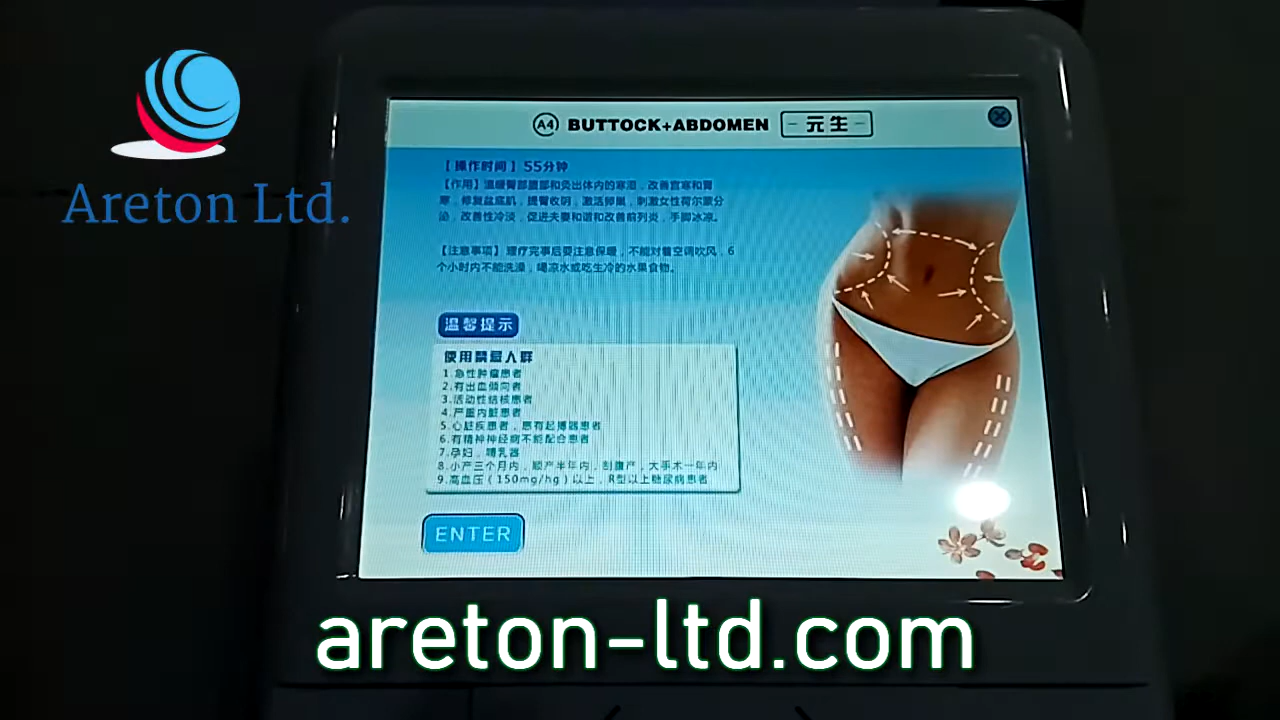 Areton Ltd.
A4 BUTTOCK+ABDOMEN -元生-
【操作时间】55分钟
【作用】温暖臀部腹部和灸出体内的寒湿，改善宫寒和胃
寒，修复盆底肌，提臀收阴，激活卵巢，刺激女性荷尔蒙分
泌，改善性冷淡，促进夫妻和谐和改善前列炎，手脚冰凉。
【注意事项】理疗完事后要注意保暖，不能对着空调吹风，6
个小时内不能洗澡，喝凉水或吃生冷的水果食物。
温馨提示
使用禁忌人群
1.急性肿瘤患者
2.有出血倾向者
3.活动性结核患者
4.严重内脏患者
5.心脏疾患者，患有起搏器患者
6.有精神神经病不能配合患者
7.孕妇，哺乳器
8.小产三个月内，顺产半年内，刮腹产，大手术一年内
9.高血压（150mg/hg）以上，R型以上糖尿病患者
ENTER
areton-ltd.com